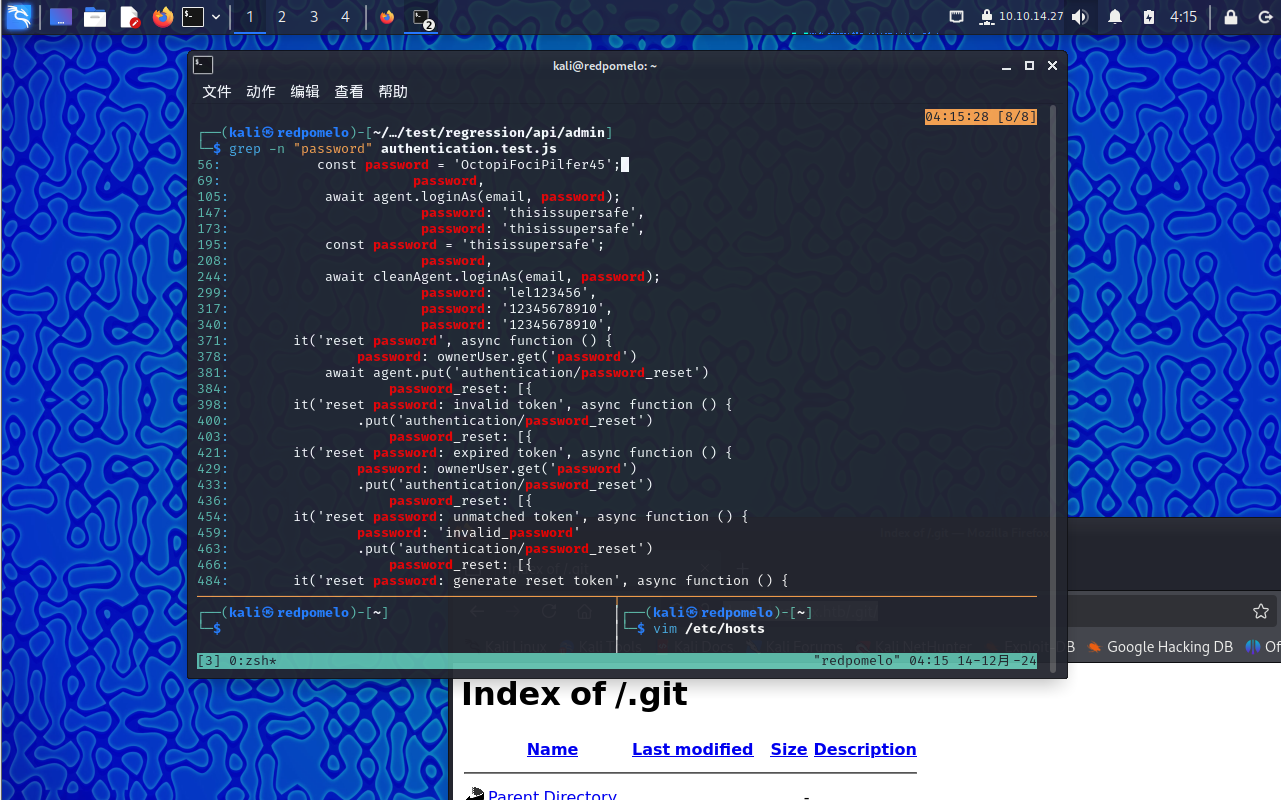 1 2 3 4 2 10.10.14.27 4:15
kali@redpomelo: ~
文件 动作 编辑 查看 帮助
04:15:28 [8/8]
┌──(kali㉿redpomelo)-[~/…/test/regression/api/admin]
└─$ grep -n "password" authentication.test.js
56: const password = 'OctopiFociPilfer45';
69: password,
105: await agent.loginAs(email, password);
147: password: 'thisissupersafe',
173: password: 'thisissupersafe',
195: const password = 'thisissupersafe';
208: password,
244: await cleanAgent.loginAs(email, password);
299: password: 'lel123456',
317: password: '12345678910',
340: password: '12345678910',
371: it('reset password', async function () {
378: password: ownerUser.get('password')
381: await agent.put('authentication/password_reset')
384: password_reset: [{
398: it('reset password: invalid token', async function () {
400: .put('authentication/password_reset')
403: password_reset: [{
421: it('reset password: expired token', async function () {
429: password: ownerUser.get('password')
433: .put('authentication/password_reset')
436: password_reset: [{
454: it('reset password: unmatched token', async function () {
459: password: 'invalid_password'
463: .put('authentication/password_reset')
466: password_reset: [{
484: it('reset password: generate reset token', async function () {
┌──(kali㉿redpomelo)-[~]
└─$
┌──(kali㉿redpomelo)-[~]
└─$ vim /etc/hosts
[3] 0:zsh* "redpomelo" 04:15 14-12月-24
B Google Hacking DB Of
Index of /.git
Name Last modified Size Description
Parent Directory -